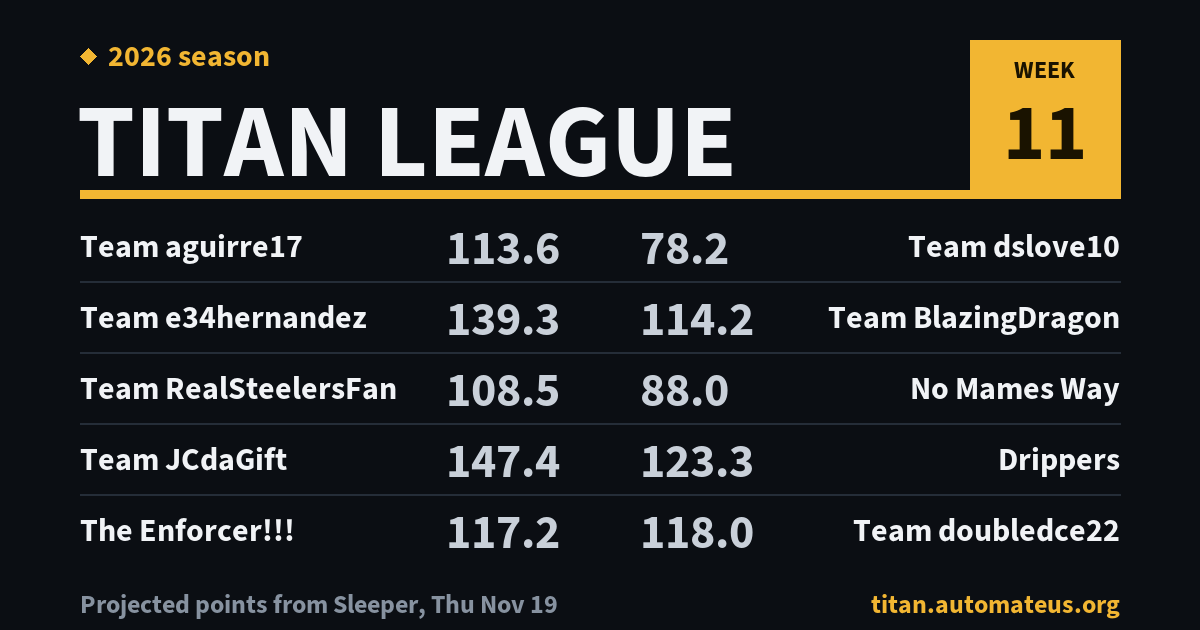 2026 season
WEEK
11
TITAN LEAGUE
Team aguirre17 113.6 78.2 Team dslove10
Team e34hernandez 139.3 114.2 Team BlazingDragon
Team RealSteelersFan 108.5 88.0 No Mames Way
Team JCdaGift 147.4 123.3 Drippers
The Enforcer!!! 117.2 118.0 Team doubledce22
Projected points from Sleeper, Thu Nov 19 titan.automateus.org